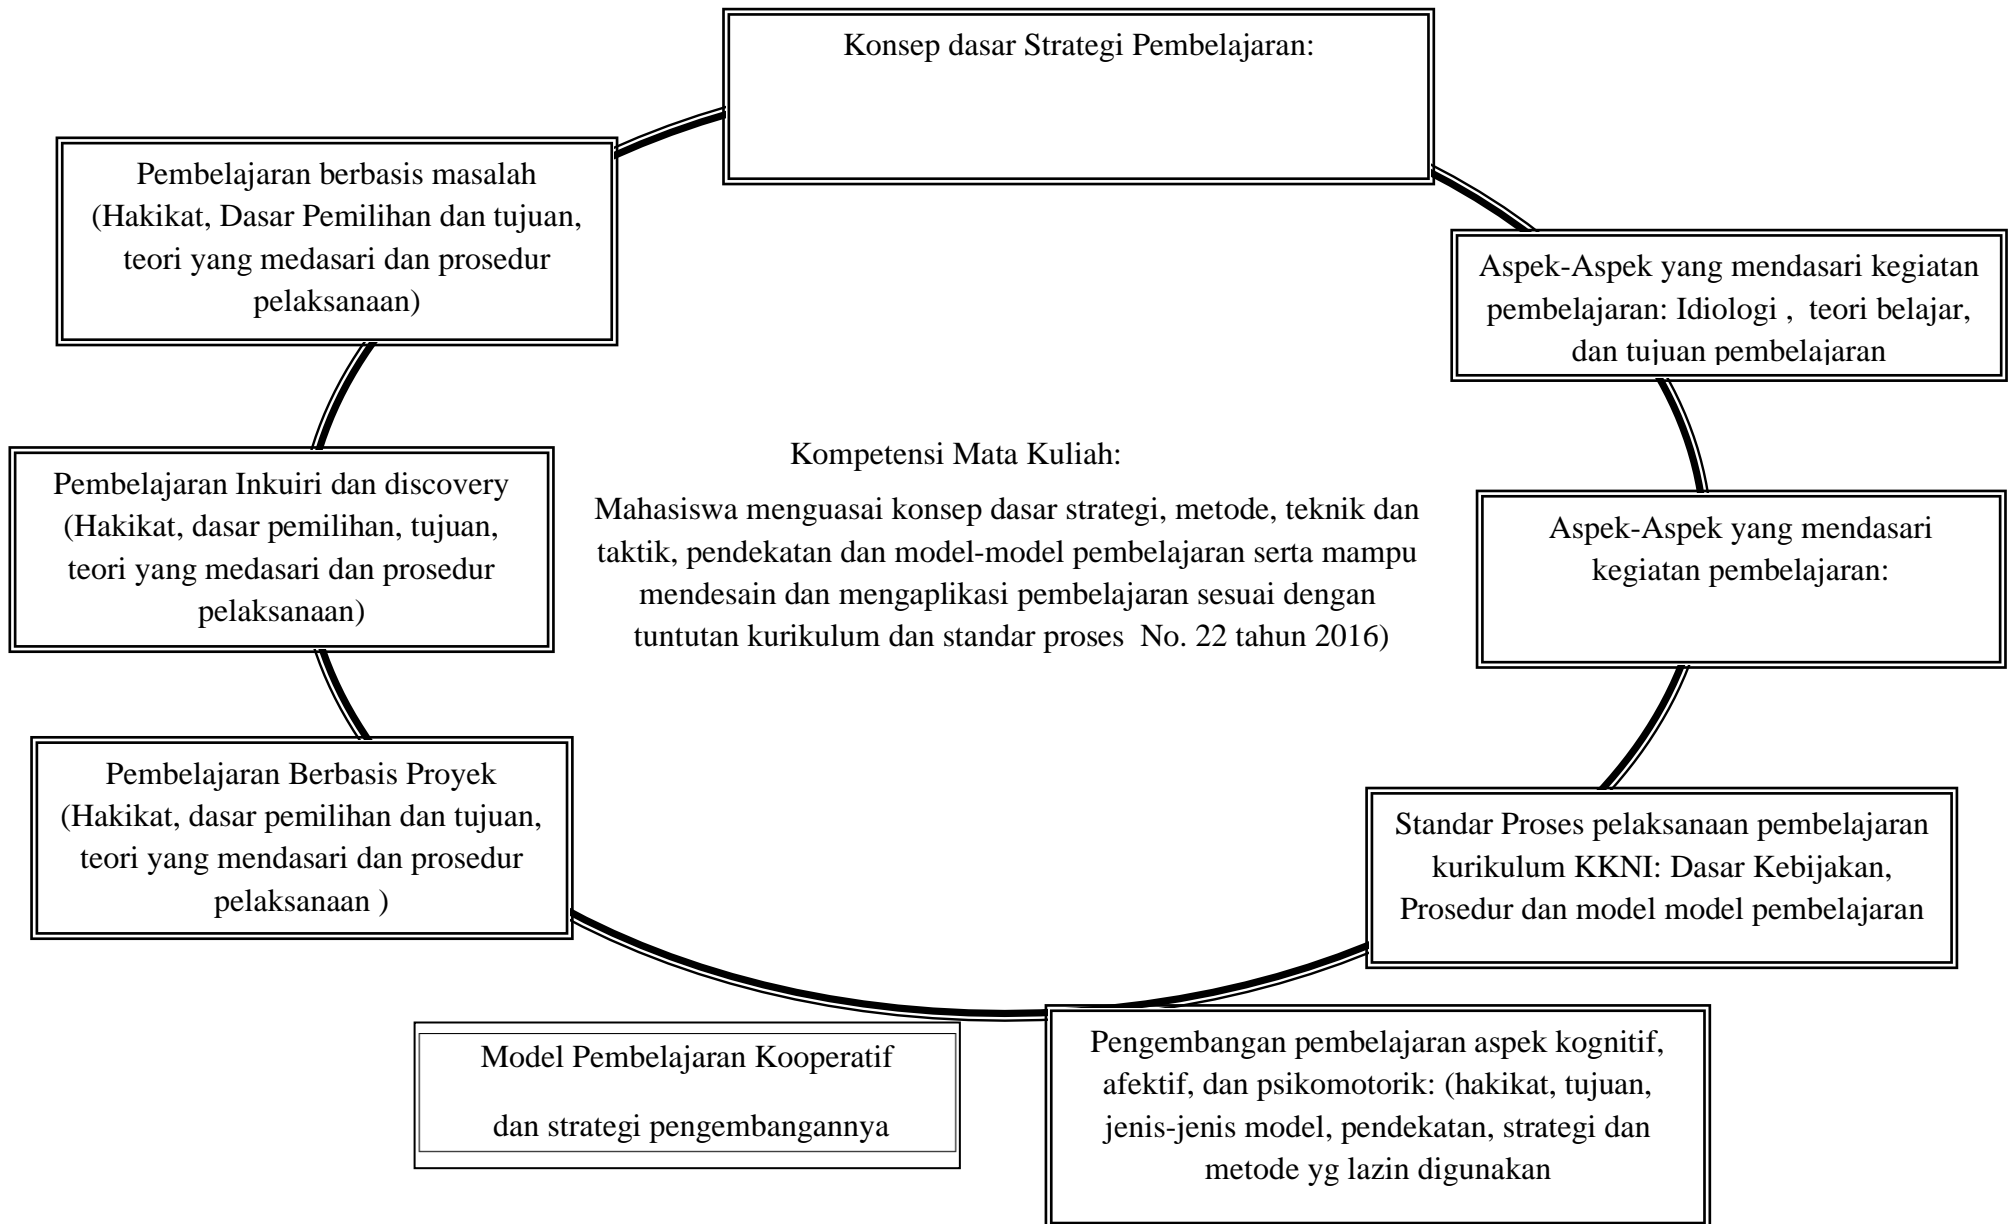 Konsep dasar Strategi Pembelajaran:
Pembelajaran berbasis masalah
(Hakikat, Dasar Pemilihan dan tujuan,
teori yang medasari dan prosedur
pelaksanaan)
Aspek-Aspek yang mendasari kegiatan
pembelajaran: Idiologi , teori belajar,
dan tujuan pembelajaran
Pembelajaran Inkuiri dan discovery
(Hakikat, dasar pemilihan, tujuan,
teori yang medasari dan prosedur
pelaksanaan)
Kompetensi Mata Kuliah:
Mahasiswa menguasai konsep dasar strategi, metode, teknik dan
taktik, pendekatan dan model-model pembelajaran serta mampu
mendesain dan mengaplikasi pembelajaran sesuai dengan
tuntutan kurikulum dan standar proses No. 22 tahun 2016)
Aspek-Aspek yang mendasari
kegiatan pembelajaran:
Pembelajaran Berbasis Proyek
(Hakikat, dasar pemilihan dan tujuan,
teori yang mendasari dan prosedur
pelaksanaan )
Standar Proses pelaksanaan pembelajaran
kurikulum KKNI: Dasar Kebijakan,
Prosedur dan model model pembelajaran
Model Pembelajaran Kooperatif
dan strategi pengembangannya
Pengembangan pembelajaran aspek kognitif,
afektif, dan psikomotorik: (hakikat, tujuan,
jenis-jenis model, pendekatan, strategi dan
metode yg lazin digunakan